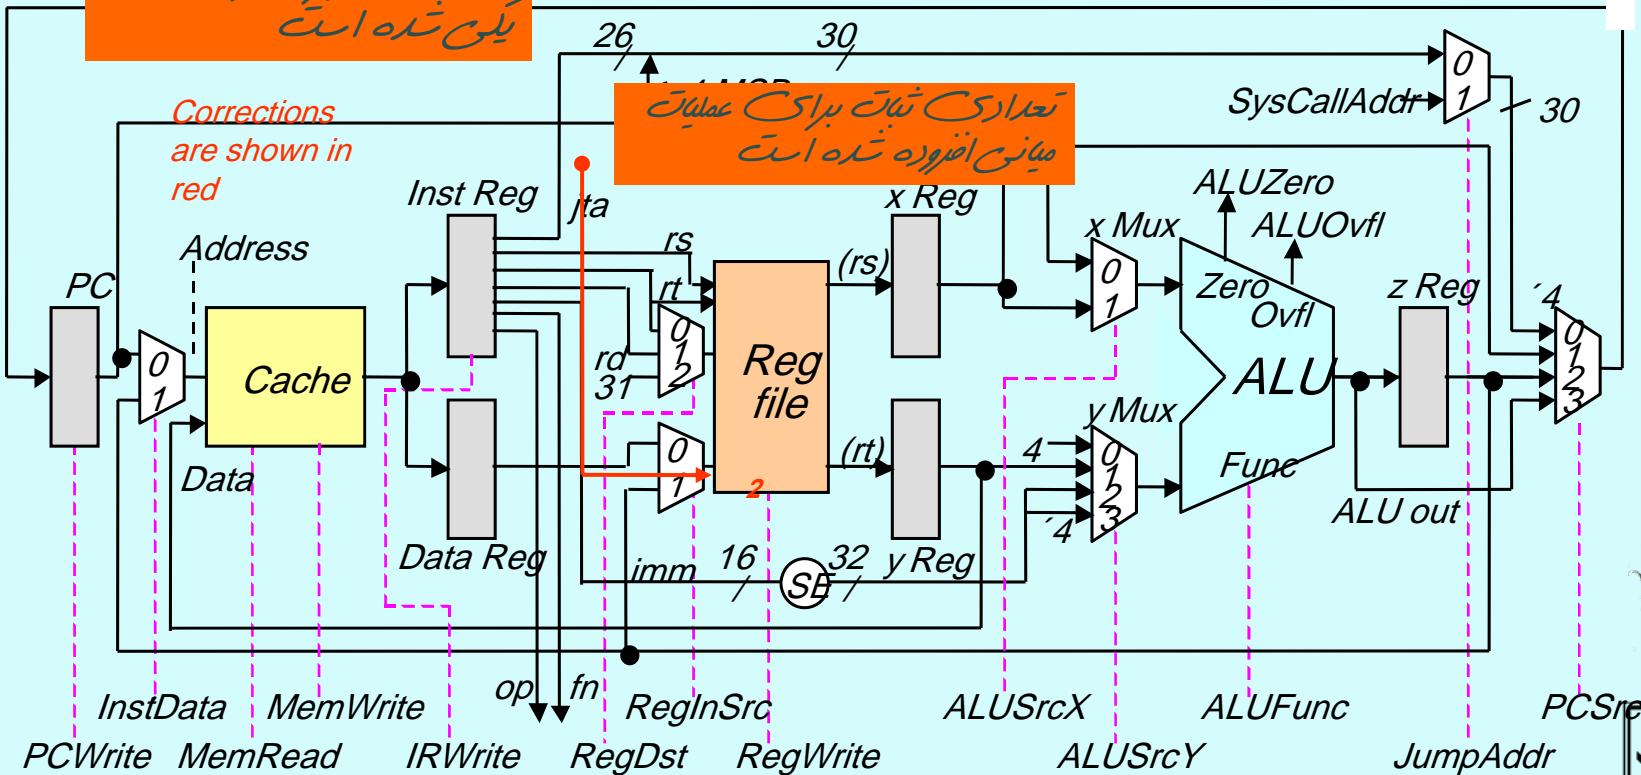 یکی شده است
26
30
0
1
SysCallAddr
30
تعدادی ثبات برای عملیات
میانی افزوده شده است
Corrections
are shown in
red
Address
PC
Inst Reg
jta
rs
rt
rd
31
(rs)
x Reg
x Mux
ALUZero
ALUOvfl
Zero
Ovfl
z Reg
´4
0
1
Cache
Data
0
1
2
Reg
file
0
1
ALU
0
1
2
3
y Mux
4
0
1
2
3
´4
(rt)
0
1
2
Func
ALU out
Data Reg
imm
16
SE
32
y Reg
op
fn
InstData
MemWrite
RegInSrc
ALUSrcX
ALUFunc
PCSrc
PCWrite
MemRead
IRWrite
RegDst
RegWrite
ALUSrcY
JumpAddr